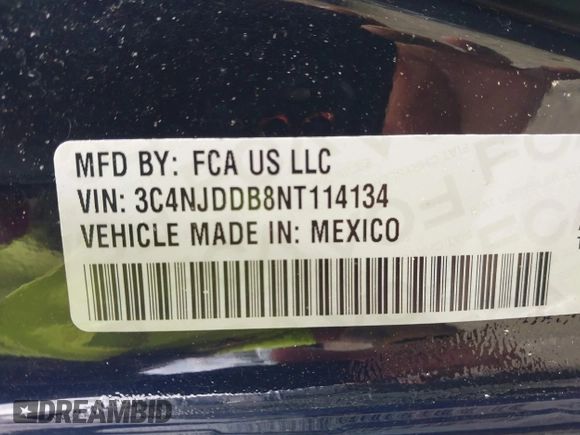 MFD BY: FCA US LLC
VIN: 3C4NJDDB8NT114134
VEHICLE MADE IN: MEXICO
DREAMBID